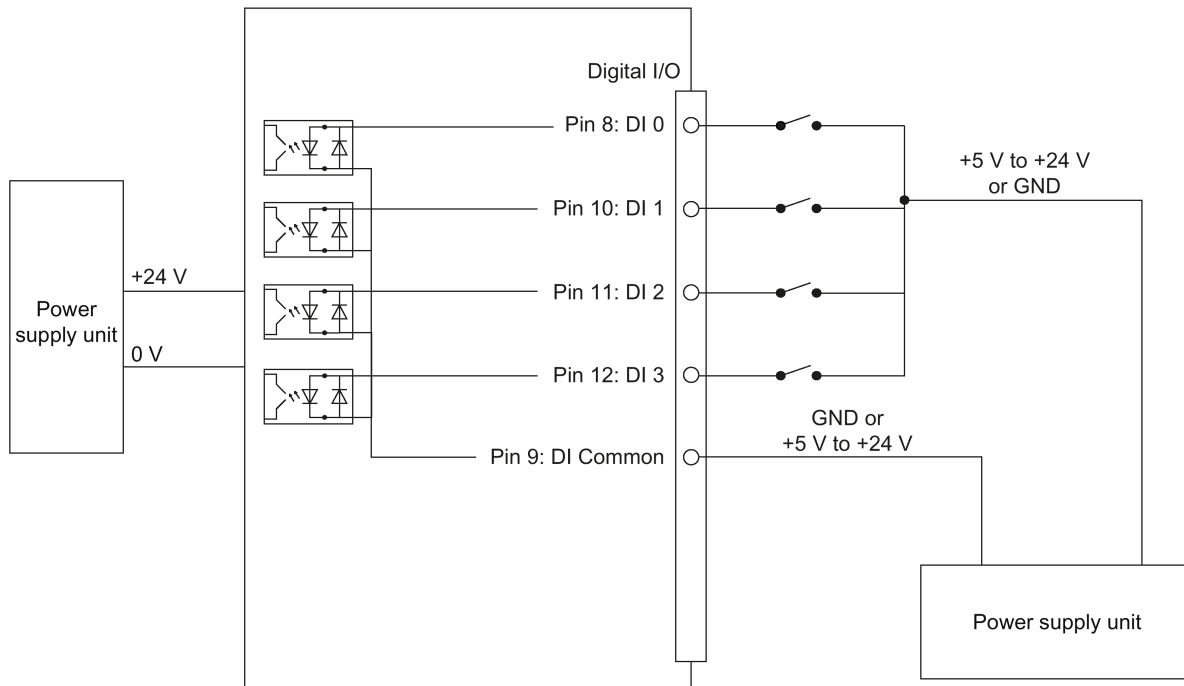 Digital I/O
Pin 8: DI 0
Pin 10: DI 1
Pin 11: DI 2
Pin 12: DI 3
Pin 9: DI Common
Power
supply unit
+24 V
0 V
+5 V to +24 V
or GND
GND or
+5 V to +24 V
Power supply unit